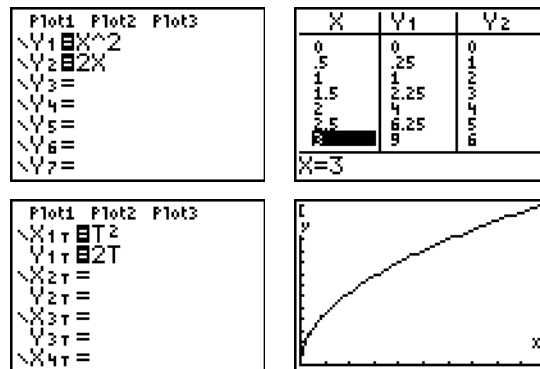 Plot1 Plot2 Plot3
\Y1=X^2
\Y2=2X
\Y3=
\Y4=
\Y5=
\Y6=
\Y7=
X Y1 Y2
0 0 0
.5 .25 1
1 1 2
1.5 2.25 3
2 4 4
2.5 6.25 5
3 9 6
X=3
Plot1 Plot2 Plot3
\X1T=T²
Y1T=2T
\X2T=
Y2T=
\X3T=
Y3T=
\X4T=
y
x